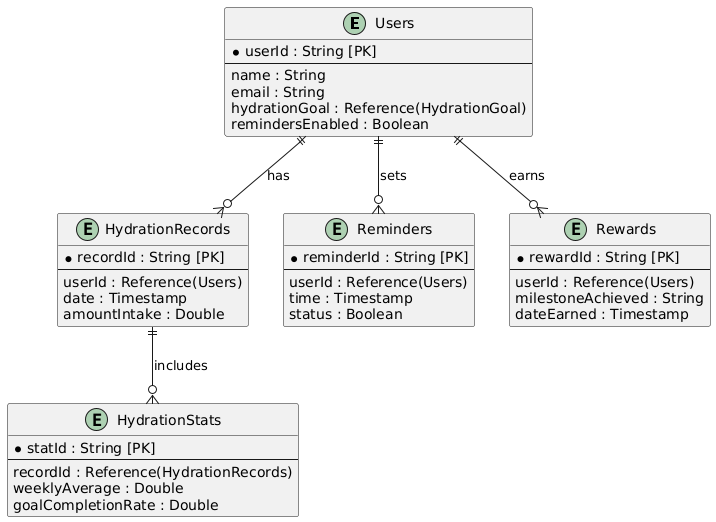 E Users
* userId : String [PK]
name : String
email : String
hydrationGoal : Reference(HydrationGoal)
remindersEnabled : Boolean
has
sets
earns
E HydrationRecords
* recordId : String [PK]
userId : Reference(Users)
date : Timestamp
amountIntake : Double
E Reminders
* reminderId : String [PK]
userId : Reference(Users)
time : Timestamp
status : Boolean
E Rewards
* rewardId : String [PK]
userId : Reference(Users)
milestoneAchieved : String
dateEarned : Timestamp
includes
E HydrationStats
* statId : String [PK]
recordId : Reference(HydrationRecords)
weeklyAverage : Double
goalCompletionRate : Double